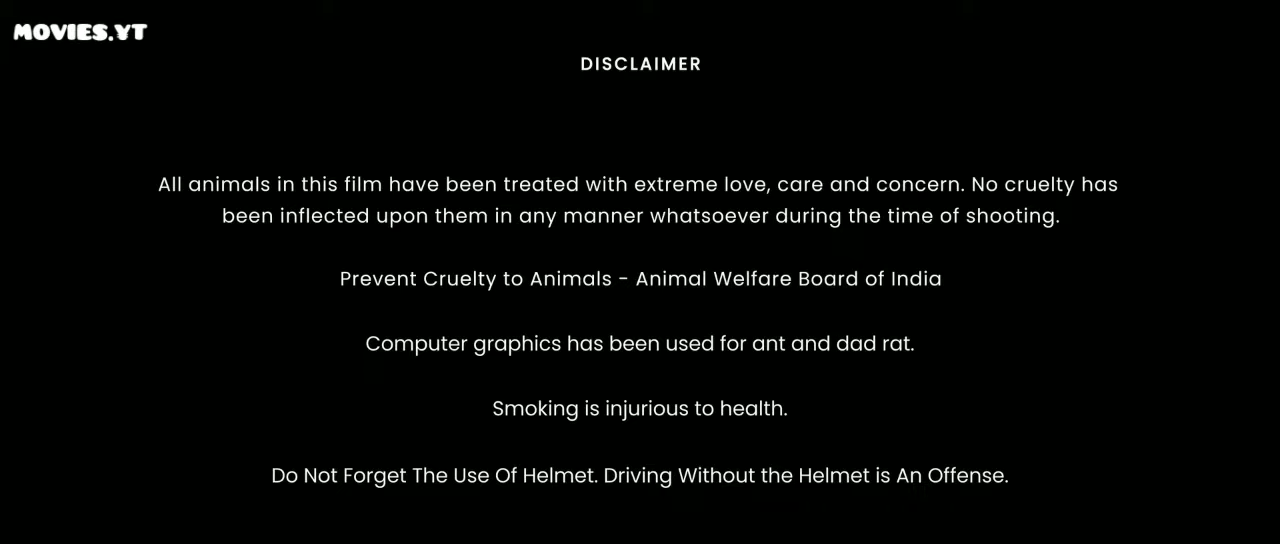 MOVIES.YT
DISCLAIMER
All animals in this film have been treated with extreme love, care and concern. No cruelty has
been inflected upon them in any manner whatsoever during the time of shooting.
Prevent Cruelty to Animals - Animal Welfare Board of India
Computer graphics has been used for ant and dad rat.
Smoking is injurious to health.
Do Not Forget The Use Of Helmet. Driving Without the Helmet is An Offense.